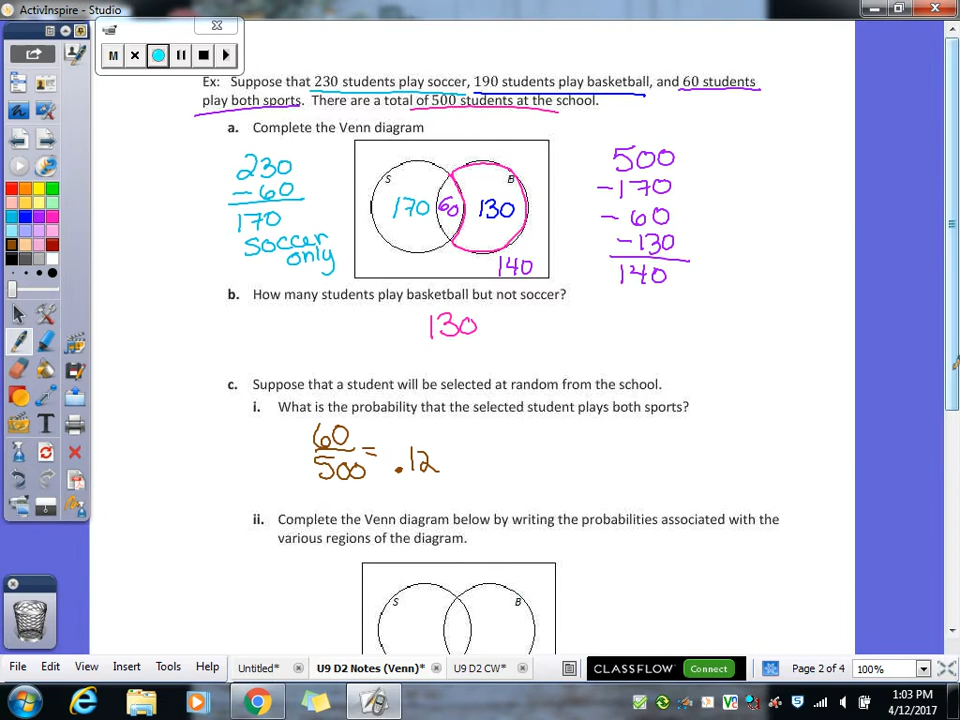 ActivInspire - Studio
Ex: Suppose that 230 students play soccer, 190 students play basketball, and 60 students
play both sports. There are a total of 500 students at the school.
a. Complete the Venn diagram
230
-60
170
soccer
only
S
B
170
60
130
140
500
-170
- 60
-130
140
b. How many students play basketball but not soccer?
130
c. Suppose that a student will be selected at random from the school.
i. What is the probability that the selected student plays both sports?
60
500
= .12
ii. Complete the Venn diagram below by writing the probabilities associated with the
various regions of the diagram.
S
B
File Edit View Insert Tools Help
Untitled* U9 D2 Notes (Venn)* U9 D2 CW*
CLASSFLOW Connect
Page 2 of 4 100%
1:03 PM
4/12/2017